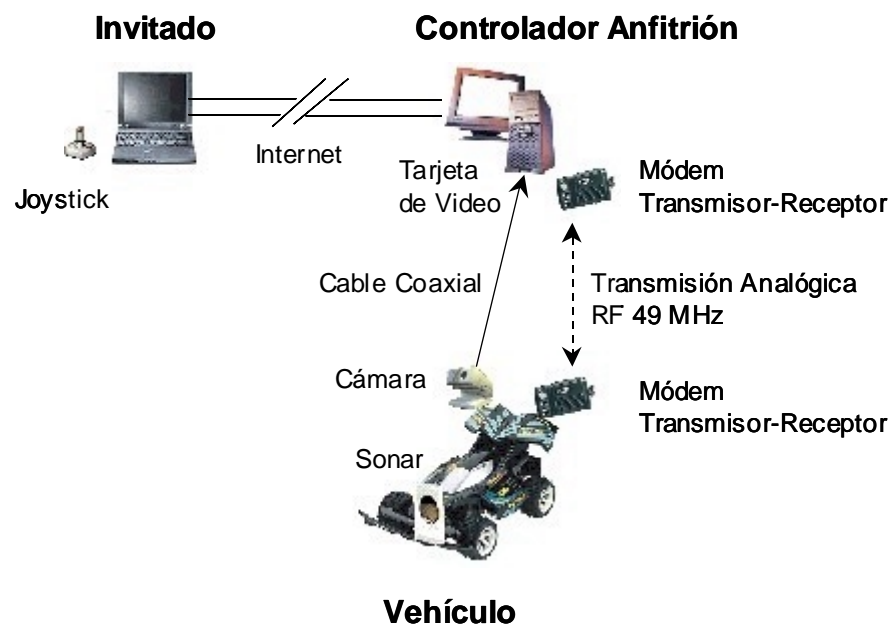 Invitado
Controlador Anfitrión
Internet
Joystick
Tarjeta
de Video
Módem
Transmisor-Receptor
Cable Coaxial
Transmisión Analógica
RF 49 MHz
Cámara
Módem
Transmisor-Receptor
Sonar
Vehículo